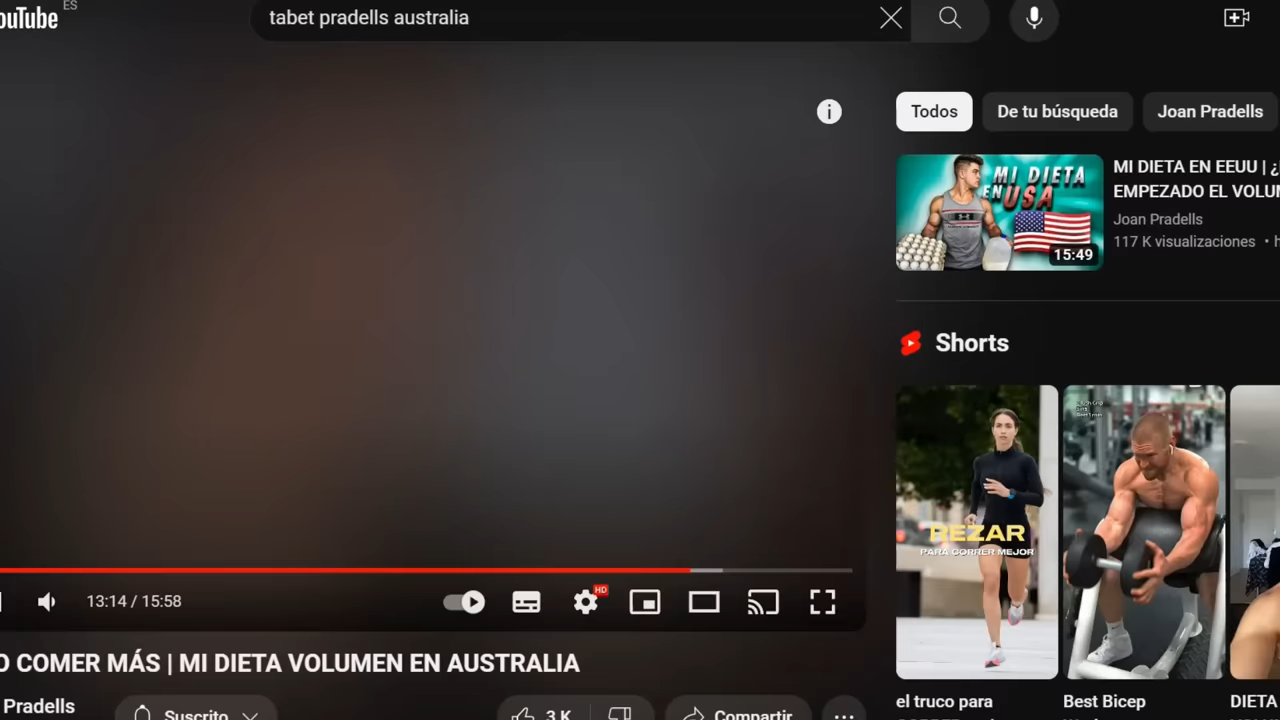 ouTube
ES
tabet pradells australia
Todos
De tu búsqueda
Joan Pradells
MI DIETA
EN USA
15:49
MI DIETA EN EEUU | ¿
EMPEZADO EL VOLUM
Joan Pradells
117 K visualizaciones
Shorts
REZAR
PARA CORRER MEJOR
HD
13:14 / 15:58
O COMER MÁS | MI DIETA VOLUMEN EN AUSTRALIA
Pradells
Suscrito
3 K
Compartir
el truco para
Best Bicep
DIETA